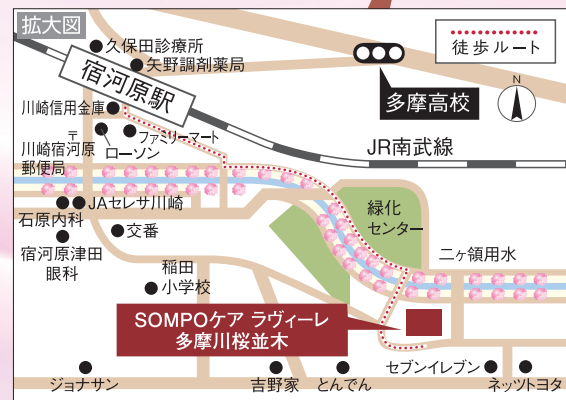 拡大図
久保田診療所
矢野調剤薬局
宿河原駅
徒歩ルート
多摩高校
N
川崎信用金庫
〒
川崎宿河原
郵便局
ファミリーマート
ローソン
JR南武線
JAセレサ川崎
石原内科
宿河原津田
眼科
交番
稲田
小学校
緑化
センター
二ヶ領用水
SOMPOケア ラヴィーレ
多摩川桜並木
ジョナサン
吉野家
とんでん
セブンイレブン
ネッツトヨタ